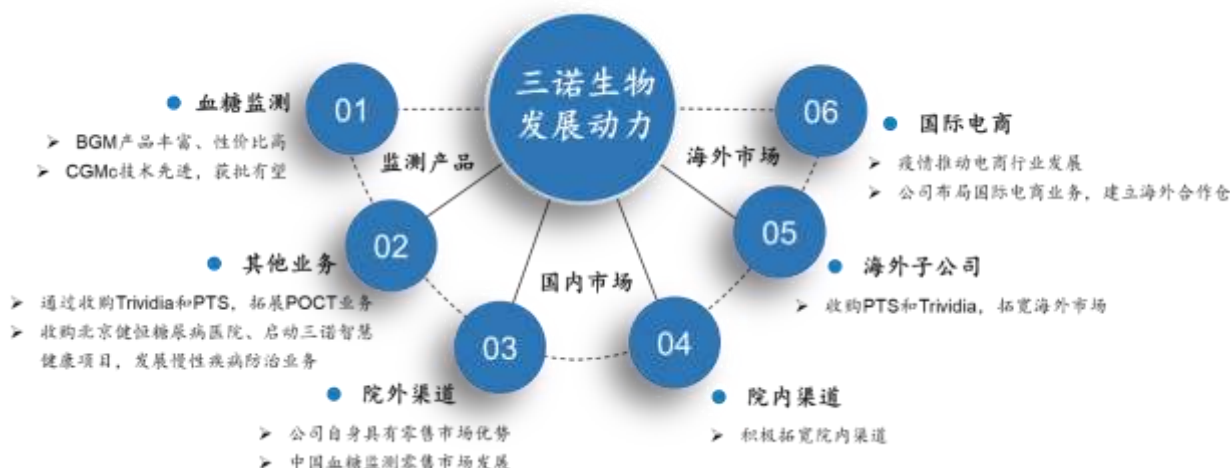 三诺生物
发展动力
监测产品
国内市场
海外市场
01
血糖监测
BGM产品丰富、性价比高
CGMc技术先进，获批有望
02
其他业务
通过收购Trividia和PTS，拓展POCT业务
收购北京健恒糖尿病医院、启动三诺智慧
健康项目，发展慢性疾病防治业务
03
院外渠道
公司自身具有零售市场优势
中国血糖监测零售市场发展
04
院内渠道
积极拓宽院内渠道
05
海外子公司
收购PTS和Trividia，拓宽海外市场
06
国际电商
疫情推动电商行业发展
公司布局国际电商业务，建立海外合作仓